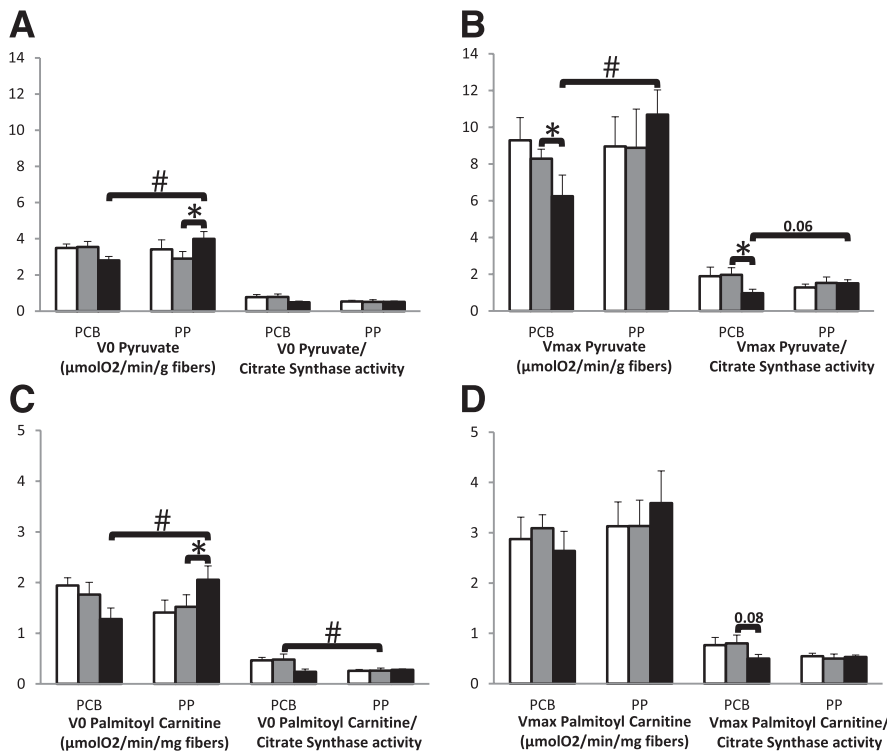 A
14
12
10
8
6
4
2
0
#
*
PCB PP PCB PP
V0 Pyruvate V0 Pyruvate/
(µmolO2/min/g fibers) Citrate Synthase activity
B
14
12
10
8
6
4
2
0
#
*
*
0.06
PCB PP PCB PP
Vmax Pyruvate Vmax Pyruvate/
(µmolO2/min/g fibers) Citrate Synthase activity
C
5
4
3
2
1
0
#
*
#
PCB PP PCB PP
V0 Palmitoyl Carnitine V0 Palmitoyl Carnitine/
(µmolO2/min/mg fibers) Citrate Synthase activity
D
5
4
3
2
1
0
0.08
PCB PP PCB PP
Vmax Palmitoyl Carnitine Vmax Palmitoyl Carnitine/
(µmolO2/min/mg fibers) Citrate Synthase activity